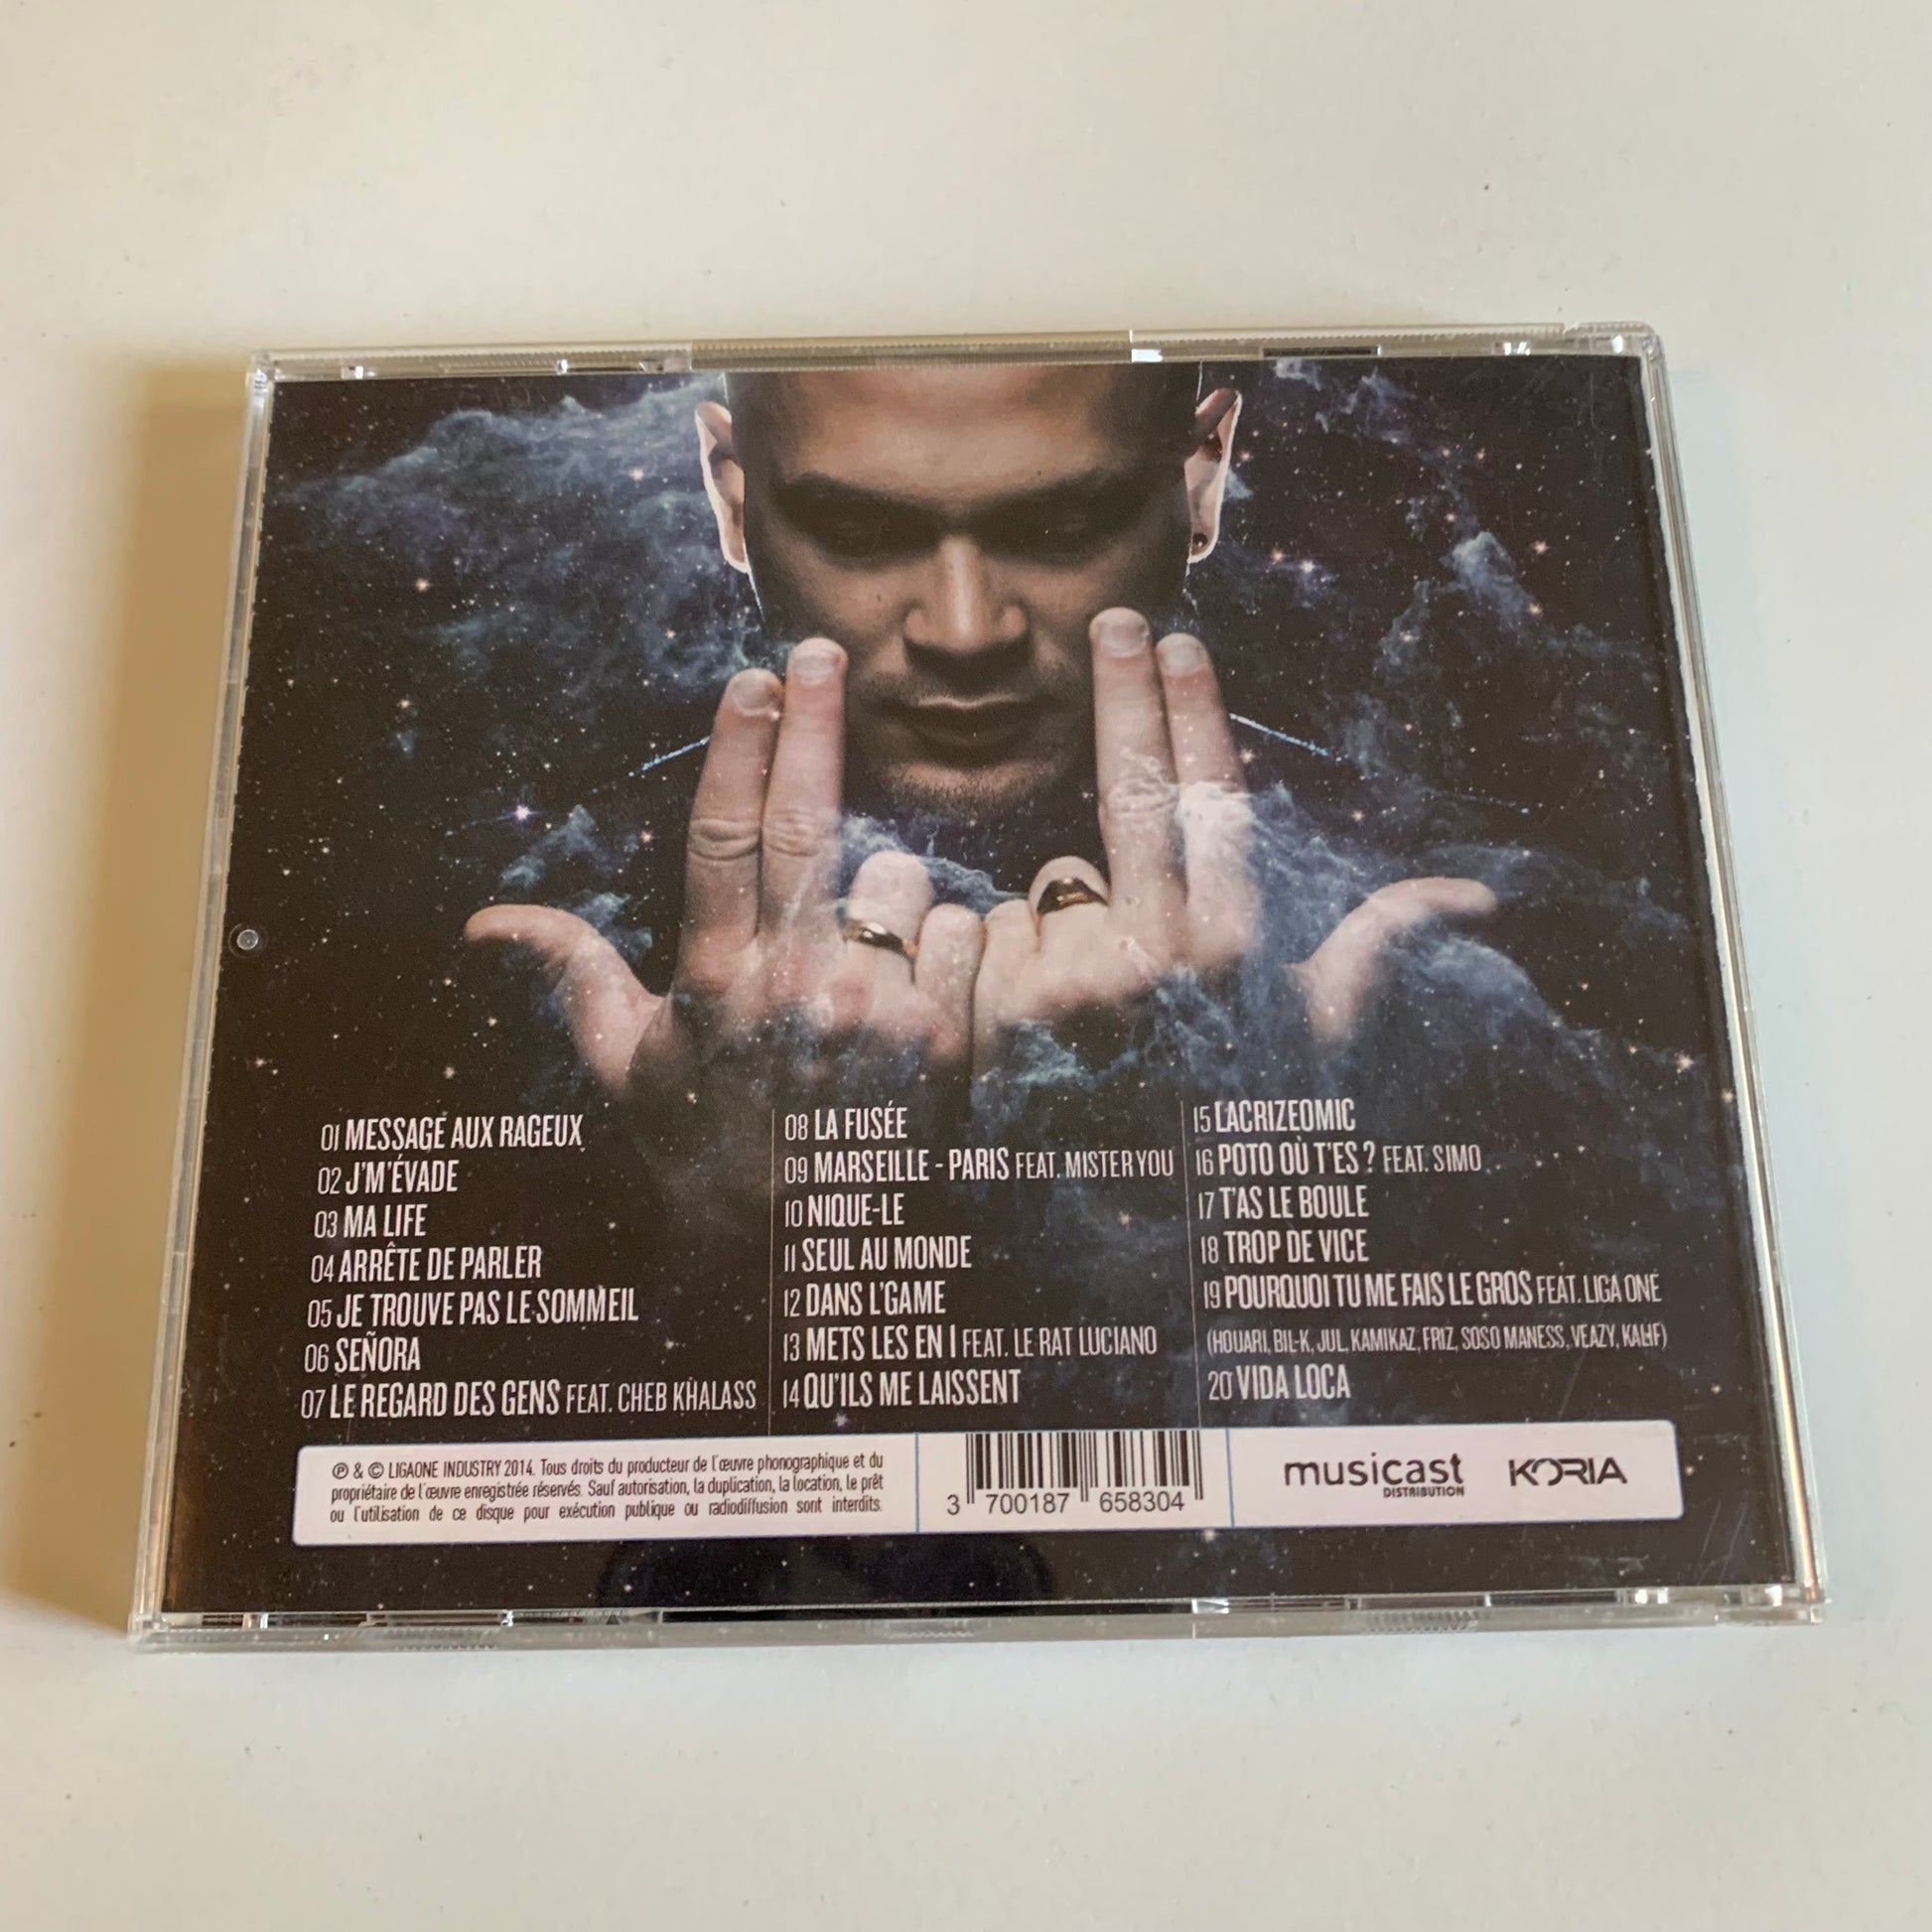 01 MESSAGE AUX RAGEUX
02 J'M'ÉVADE
03 MA LIFE
04 ARRÊTE DE PARLER
05 JE TROUVE PAS LE SOMMEIL
06 SEÑORA
07 LE REGARD DES GENS FEAT. CHEB KHALASS
08 LA FUSÉE
09 MARSEILLE - PARIS FEAT. MISTER YOU
10 NIQUE-LE
11 SEUL AU MONDE
12 DANS L'GAME
13 METS LES EN I FEAT. LE RAT LUCIANO
14 QU'ILS ME LAISSENT
15 LACRIZEOMIC
16 POTO OÙ T'ES ? FEAT. SIMO
17 T'AS LE BOULE
18 TROP DE VICE
19 POURQUOI TU ME FAIS LE GROS FEAT. LIGA ONE
(HOUARI, BIL-K, JUL, KAMIKAZ, FRIZ, SOSO MANESS, VEAZY, KALIF)
20 VIDA LOCA
℗ & © LIGAONE INDUSTRY 2014. Tous droits du producteur de l'œuvre phonographique et du
propriétaire de l'œuvre enregistrée réservés. Sauf autorisation, la duplication, la location, le prêt
ou l'utilisation de ce disque pour exécution publique ou radiodiffusion sont interdits.
3 700187 658304
musicast
DISTRIBUTION
KORIA